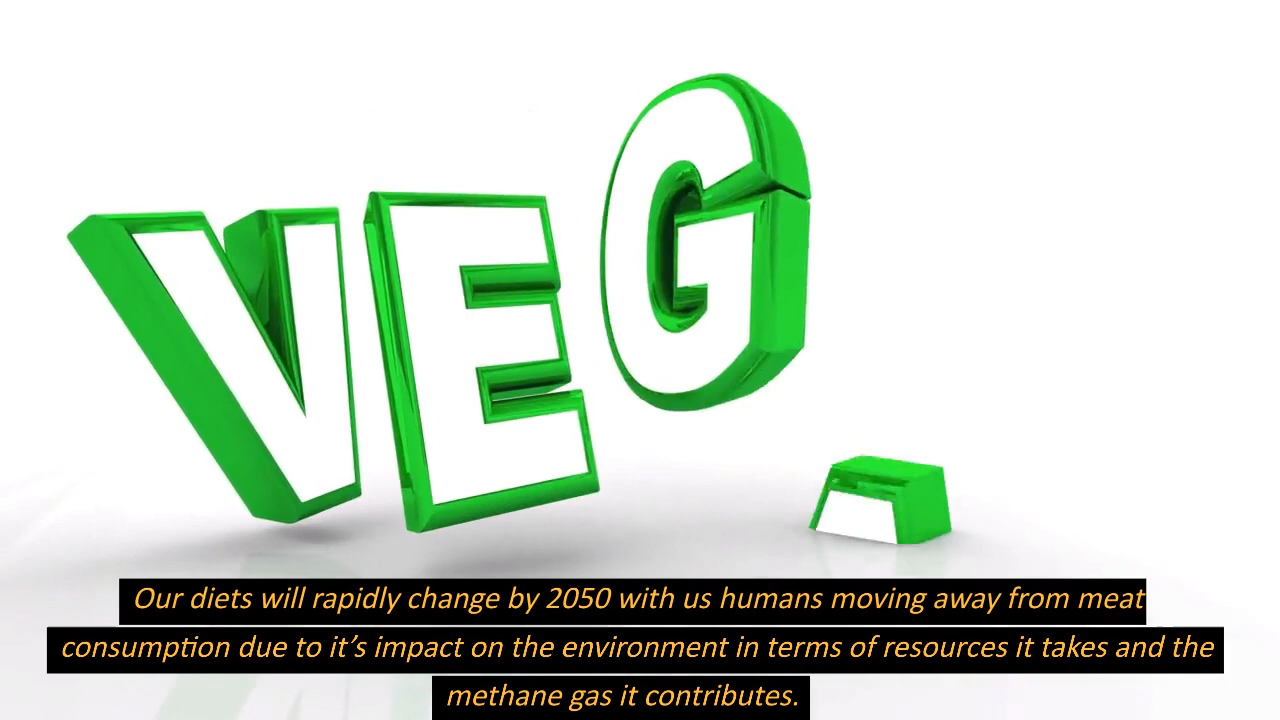 VEG
Our diets will rapidly change by 2050 with us humans moving away from meat
consumption due to it’s impact on the environment in terms of resources it takes and the
methane gas it contributes.